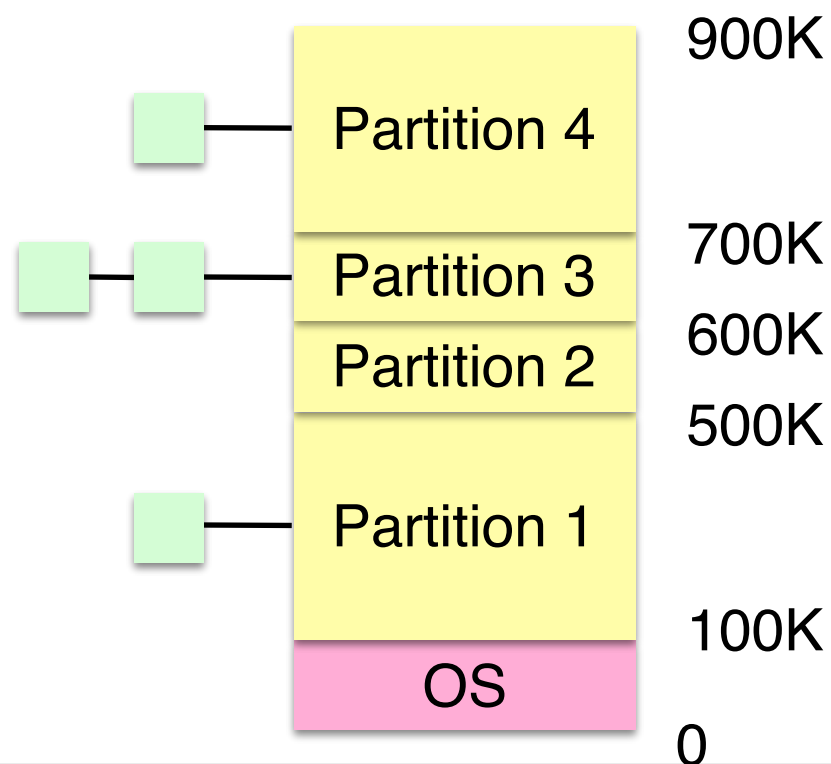 900K
Partition 4
700K
Partition 3
600K
Partition 2
500K
Partition 1
100K
OS
0